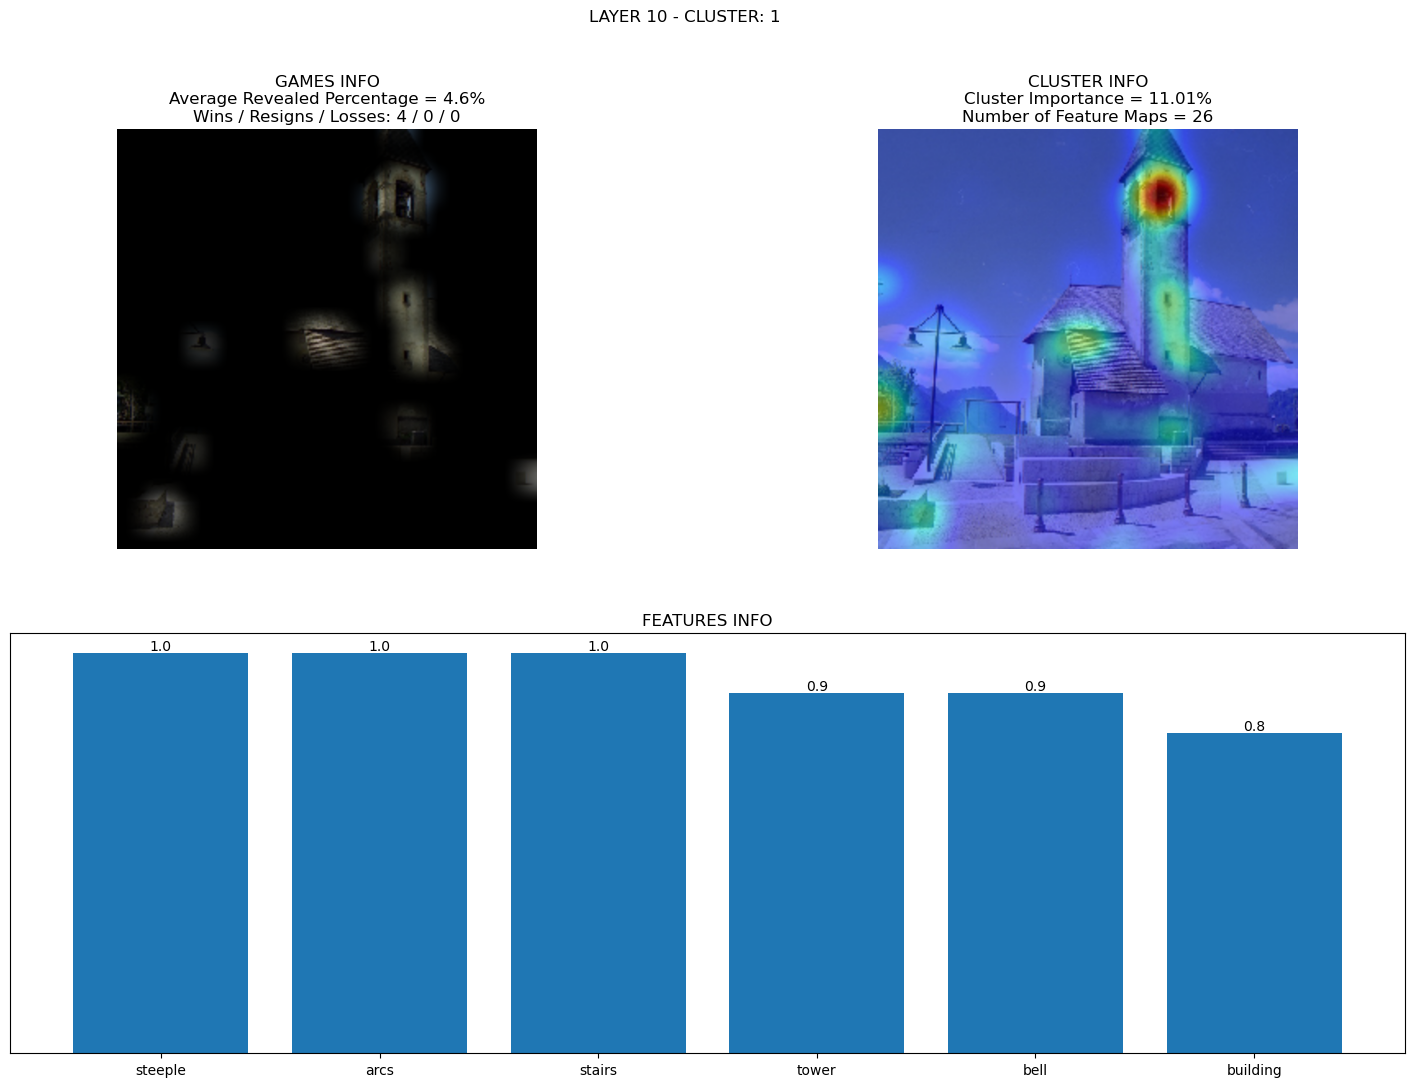 LAYER 10 - CLUSTER: 1
GAMES INFO
Average Revealed Percentage = 4.6%
Wins / Resigns / Losses: 4 / 0 / 0
CLUSTER INFO
Cluster Importance = 11.01%
Number of Feature Maps = 26
FEATURES INFO
1.0 1.0 1.0 0.9 0.9 0.8
steeple arcs stairs tower bell building